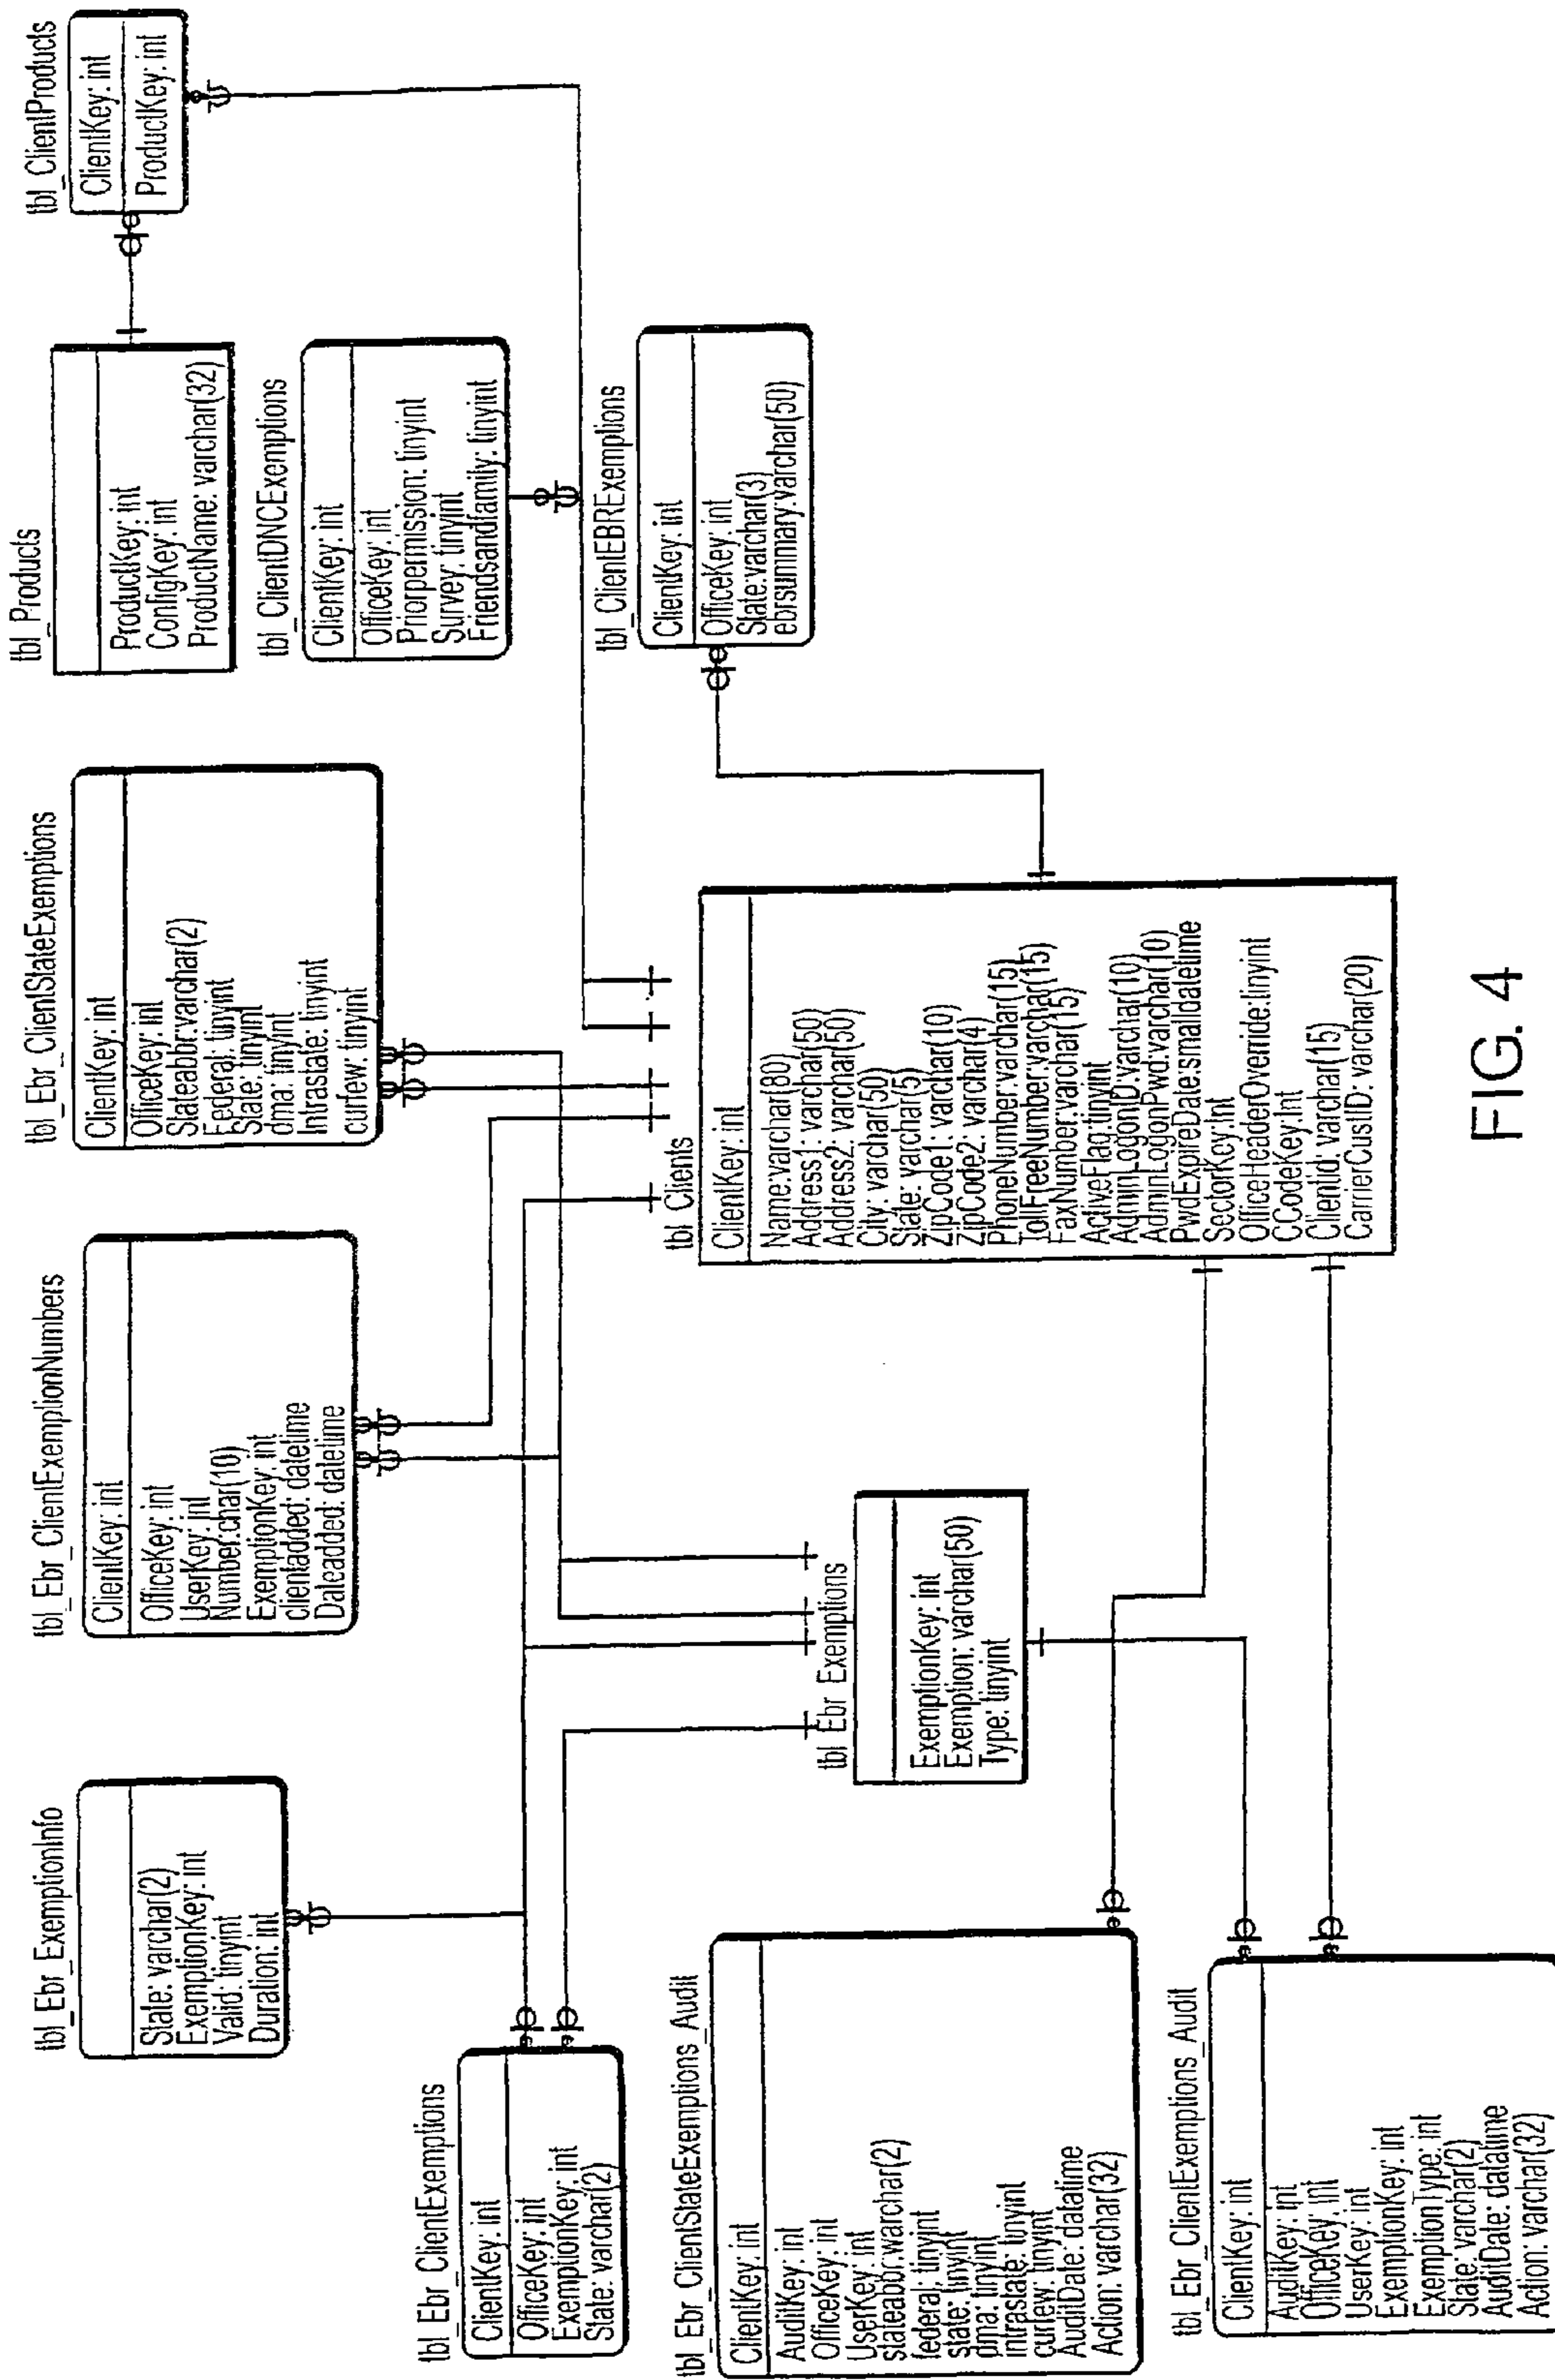 tbl_Ebr_ExemptionInfo
State: varchar(2)
ExemptionKey: int
Valid: tinyint
Duration: int
tbl_Ebr_ClientExemptionNumbers
ClientKey: int
OfficeKey: int
UserKey: int
Number:char(10)
ExemptionKey: int
clientadded: datetime
Dateadded: datetime
tbl_Ebr_ClientStateExemptions
ClientKey: int
OfficeKey: int
Stateabbr:varchar(2)
Federal: tinyint
State: tinyint
dma: tinyint
Intrastate: tinyint
curfew: tinyint
tbl_Products
ProductKey: int
ConfigKey: int
ProductName: varchar(32)
tbl_ClientProducts
ClientKey: int
ProductKey: int
tbl_ClientDNCExemptions
ClientKey: int
OfficeKey: int
Priorpermission: tinyint
Survey: tinyint
Friendsandfamily: tinyint
tbl_ClientEBRExemptions
ClientKey: int
OfficeKey: int
State:varchar(3)
ebrsummary:varchar(50)
tbl_Ebr_ClientExemptions
ClientKey: int
OfficeKey: int
ExemptionKey: int
State: varchar(2)
tbl_Ebr_Exemptions
ExemptionKey: int
Exemption: varchar(50)
Type: tinyint
tbl_Clients
ClientKey: int
Name:varchar(80)
Address1: varchar(50)
Address2: varchar(50)
City: varchar(50)
State: varchar(5)
ZipCode1: varchar(10)
ZipCode2: varchar(4)
PhoneNumber:varchar(15)
TollFreeNumber:varchar(15)
FaxNumber:varchar(15)
ActiveFlag:tinyint
AdminLogonID:varchar(10)
AdminLogonPwd:varchar(10)
PwdExpireDate:smalldatetime
SectorKey:Int
OfficeHeaderOverride:tinyint
CCodeKey:Int
Clientid: varchar(15)
CarrierCustID: varchar(20)
tbl_Ebr_ClientStateExemptions_Audit
ClientKey: int
AuditKey: int
OfficeKey: int
UserKey: int
stateabbr:varchar(2)
federal: tinyint
state: tinyint
dma: tinyint
intrastate: tinyint
curfew: tinyint
AuditDate: datatime
Action: varchar(32)
tbl_Ebr_ClientExemptions_Audit
ClientKey: int
AuditKey: int
OfficeKey: int
UserKey: int
ExemptionKey: int
ExemptionType: int
State: varchar(2)
AuditDate: datatime
Action: varchar(32)
FIG. 4